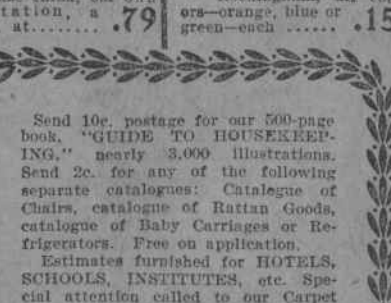 tation, a
at........ .79
ors—orange, blue or
green—each ...... .15
Send 10c. postage for our 500-page
book, "GUIDE TO HOUSEKEEP-
ING," nearly 3,000 illustrations.
Send 2c. for any of the following
separate catalogues: Catalogue of
Chairs, catalogue of Rattan Goods,
catalogue of Baby Carriages or Re-
frigerators. Free on application.
Estimates furnished for HOTELS,
SCHOOLS, INSTITUTES, etc. Spe-
cial attention called to our Carpet